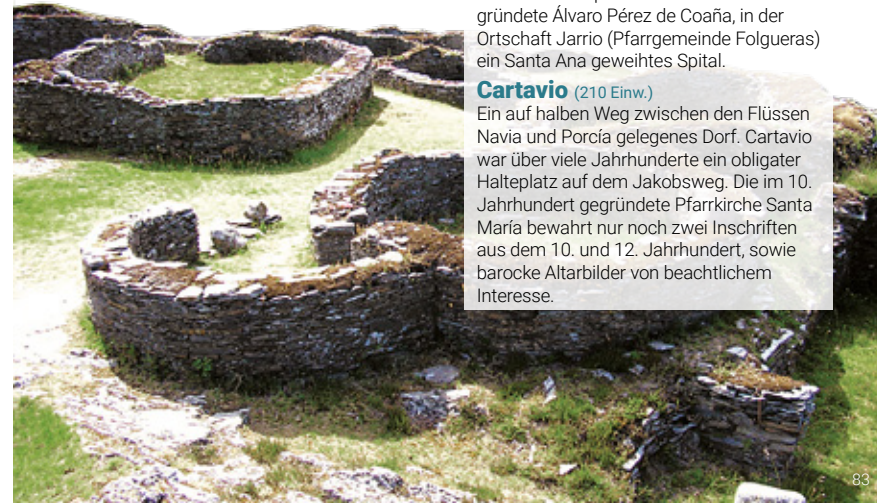 gründete Álvaro Pérez de Coaña, in der
Ortschaft Jarrio (Pfarrgemeinde Folgueras)
ein Santa Ana geweihtes Spital.
Cartavio (210 Einw.)
Ein auf halben Weg zwischen den Flüssen
Navia und Porcía gelegenes Dorf. Cartavio
war über viele Jahrhunderte ein obligater
Halteplatz auf dem Jakobsweg. Die im 10.
Jahrhundert gegründete Pfarrkirche Santa
María bewahrt nur noch zwei Inschriften
aus dem 10. und 12. Jahrhundert, sowie
barocke Altarbilder von beachtlichem
Interesse.
83